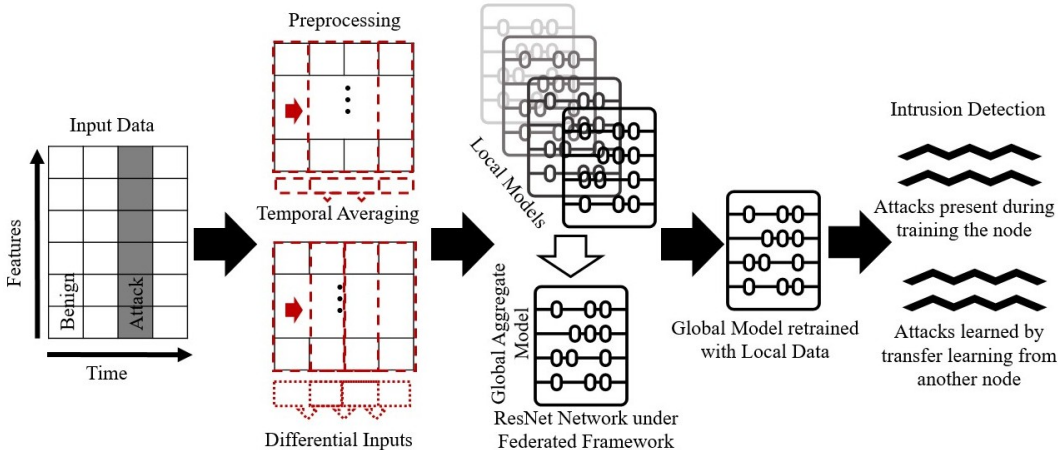 Input Data
Features
Benign
Attack
Time
Preprocessing
Temporal Averaging
Differential Inputs
Local Models
Global Aggregate
Model
ResNet Network under
Federated Framework
Global Model retrained
with Local Data
Intrusion Detection
Attacks present during
training the node
Attacks learned by
transfer learning from
another node